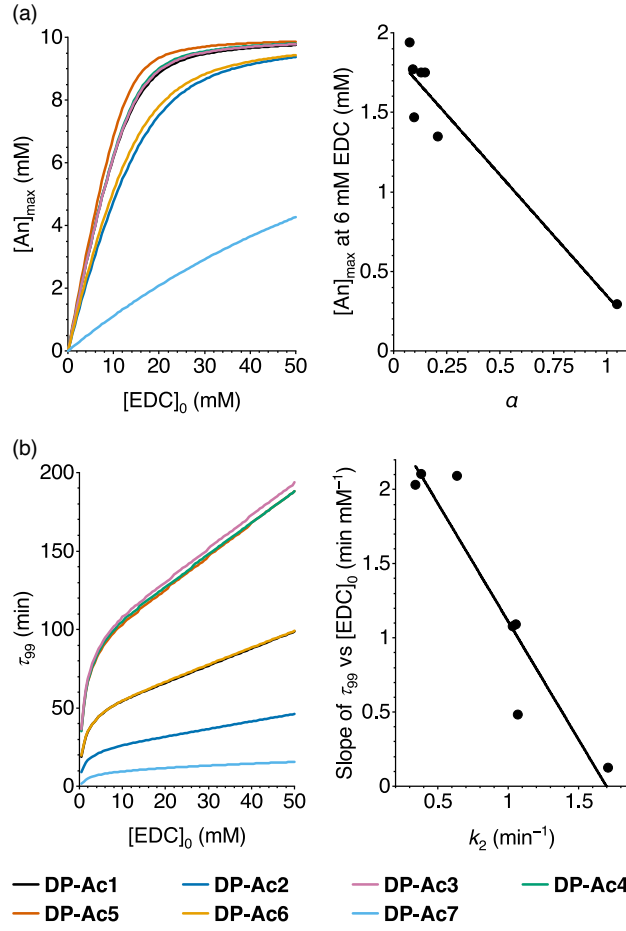 (a)
10
8
6
4
2
0
[An]max (mM)
0 10 20 30 40 50
[EDC]0 (mM)
2
1.5
1
0.5
0
[An]max at 6 mM EDC (mM)
0 0.25 0.5 0.75 1
α
(b)
200
150
100
50
0
τ99 (min)
0 10 20 30 40 50
[EDC]0 (mM)
2
1.5
1
0.5
0
Slope of τ99 vs [EDC]0 (min mM−1)
0.5 1 1.5
k2 (min−1)
DP-Ac1 DP-Ac2 DP-Ac3 DP-Ac4
DP-Ac5 DP-Ac6 DP-Ac7